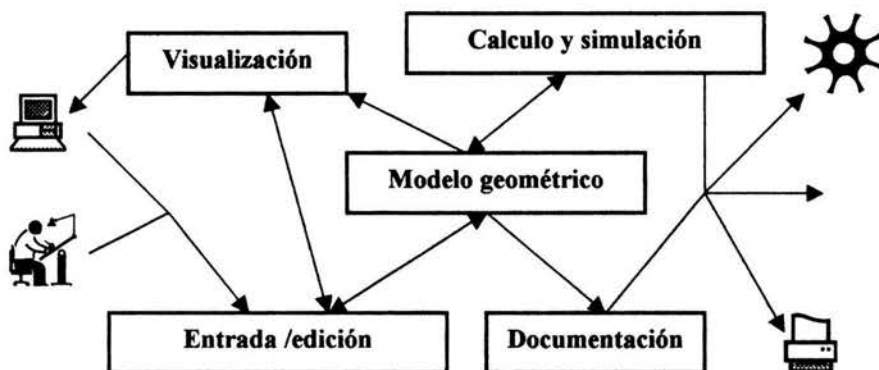 Visualización
Calculo y simulación
Modelo geométrico
Entrada /edición
Documentación